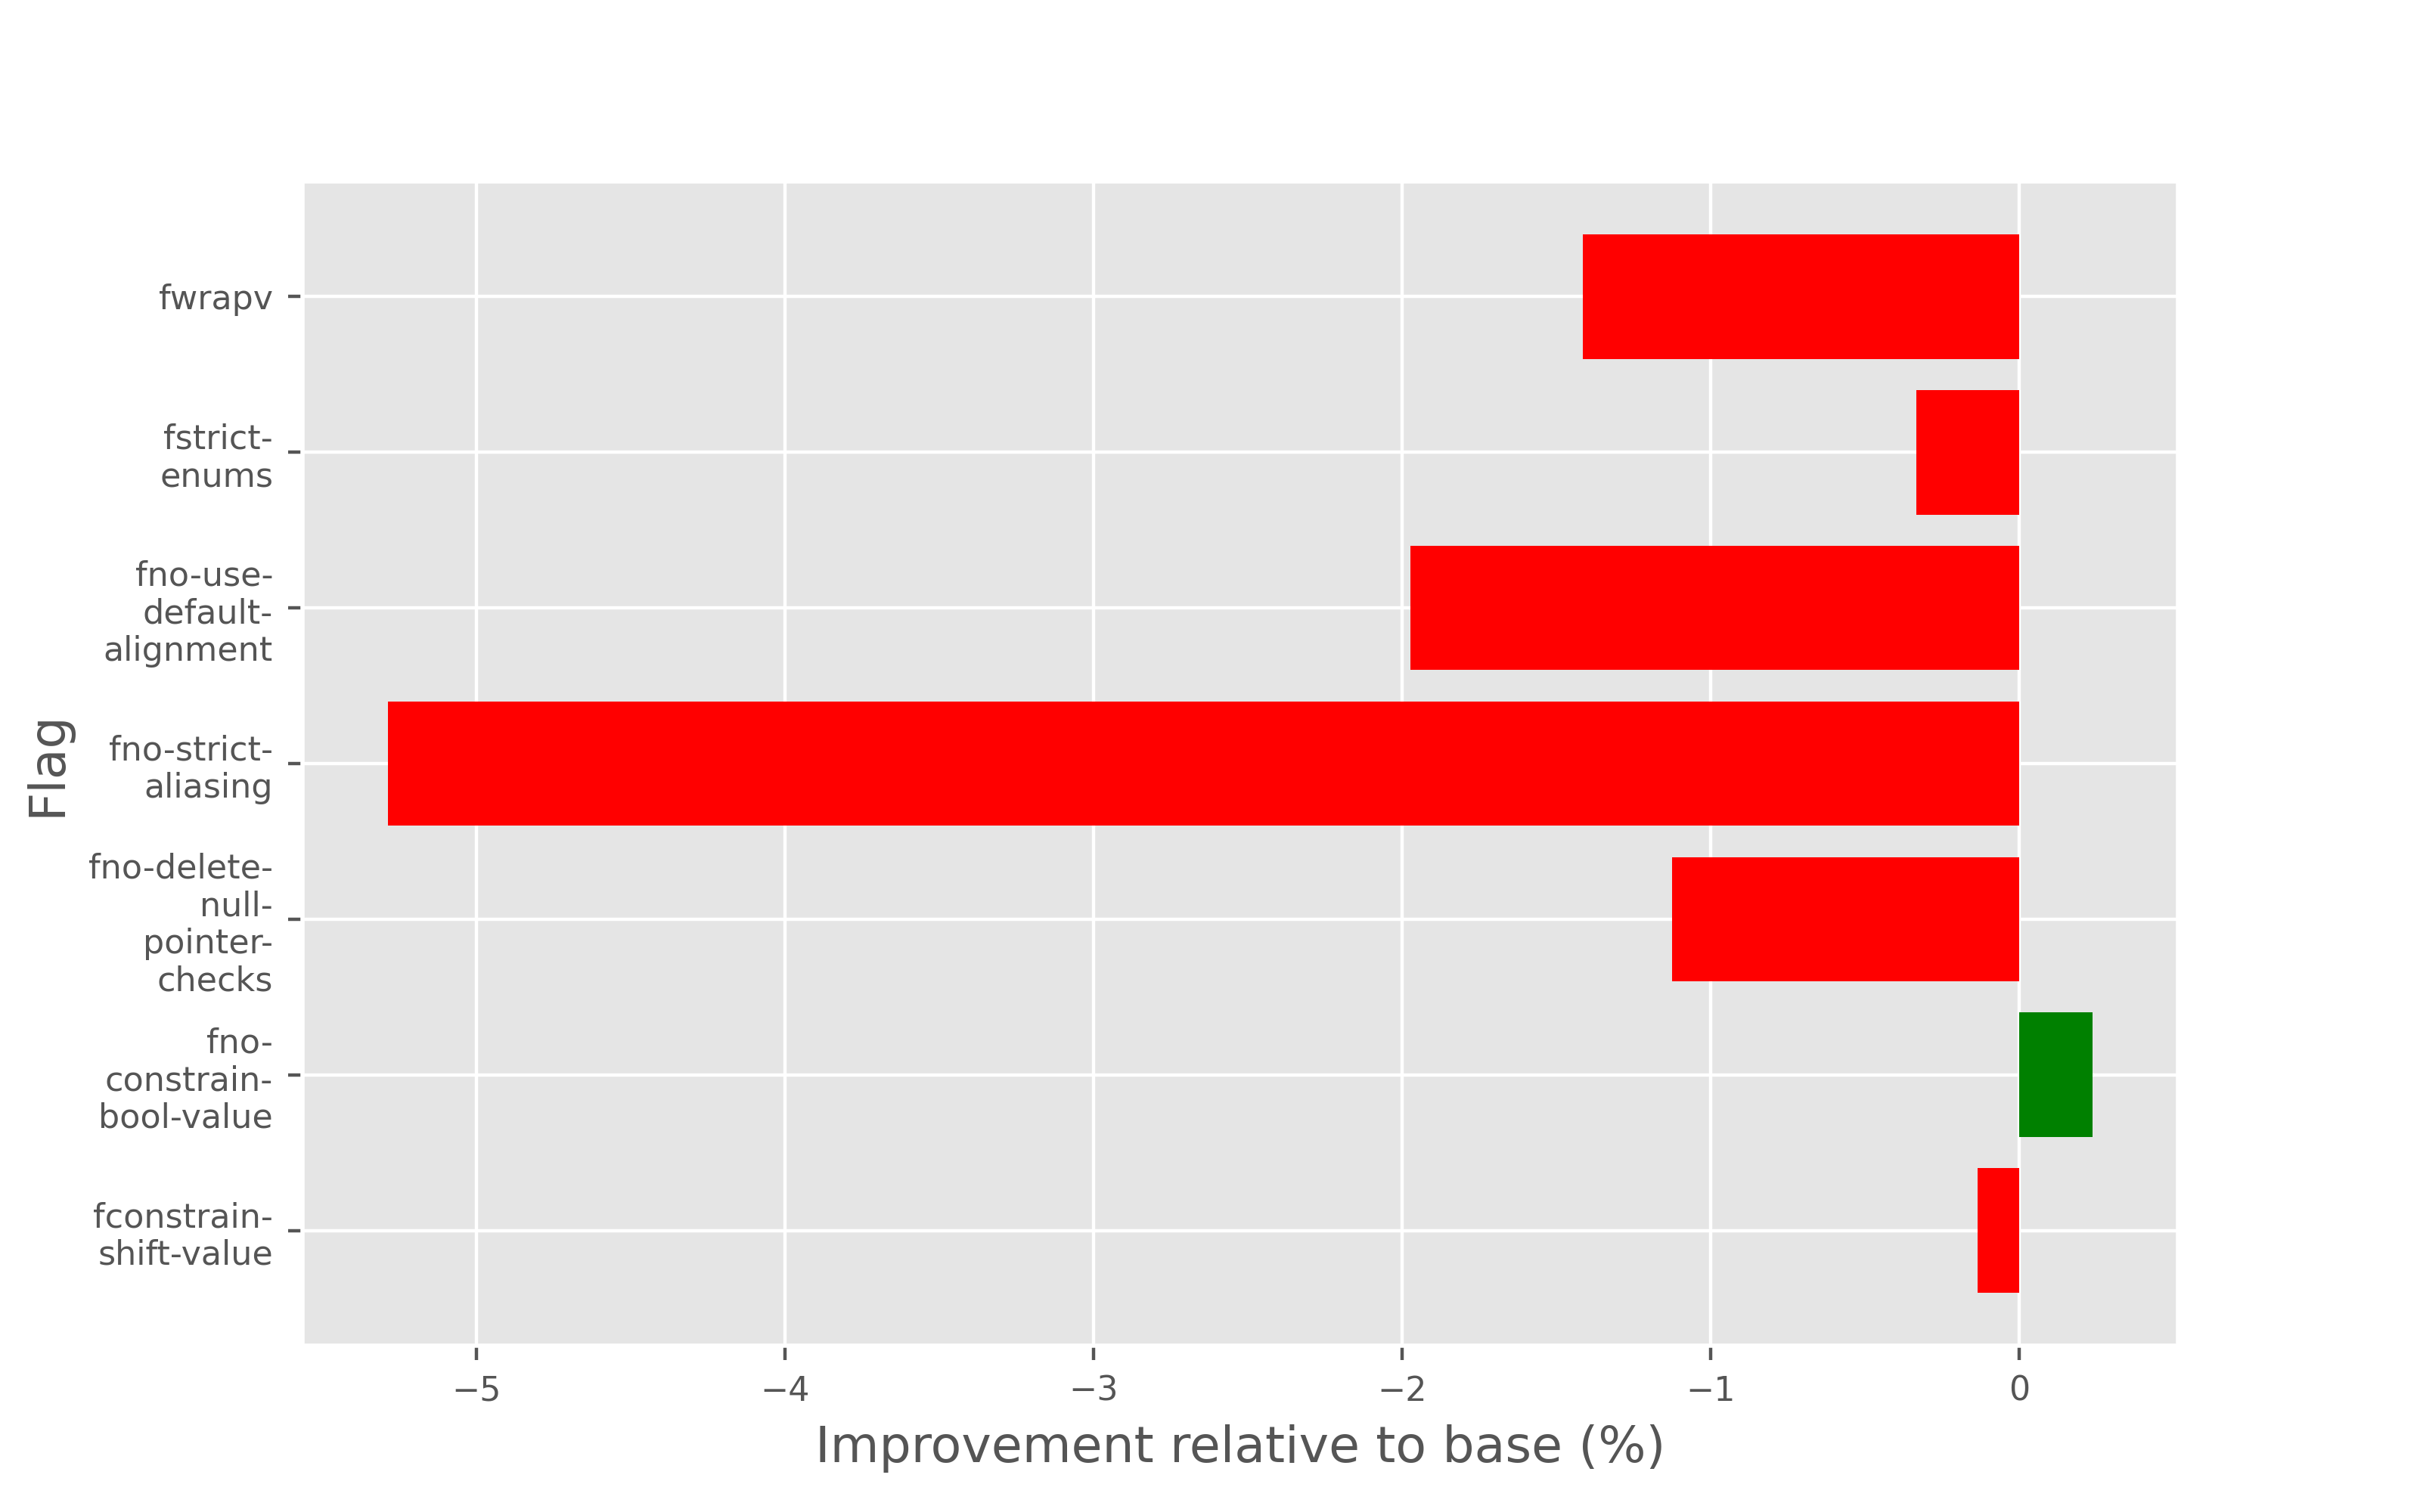 fwrapv
fstrict-
enums
fno-use-
default-
alignment
fno-strict-
aliasing
fno-delete-
null-
pointer-
checks
fno-
constrain-
bool-value
fconstrain-
shift-value
Flag
−5 −4 −3 −2 −1 0
Improvement relative to base (%)